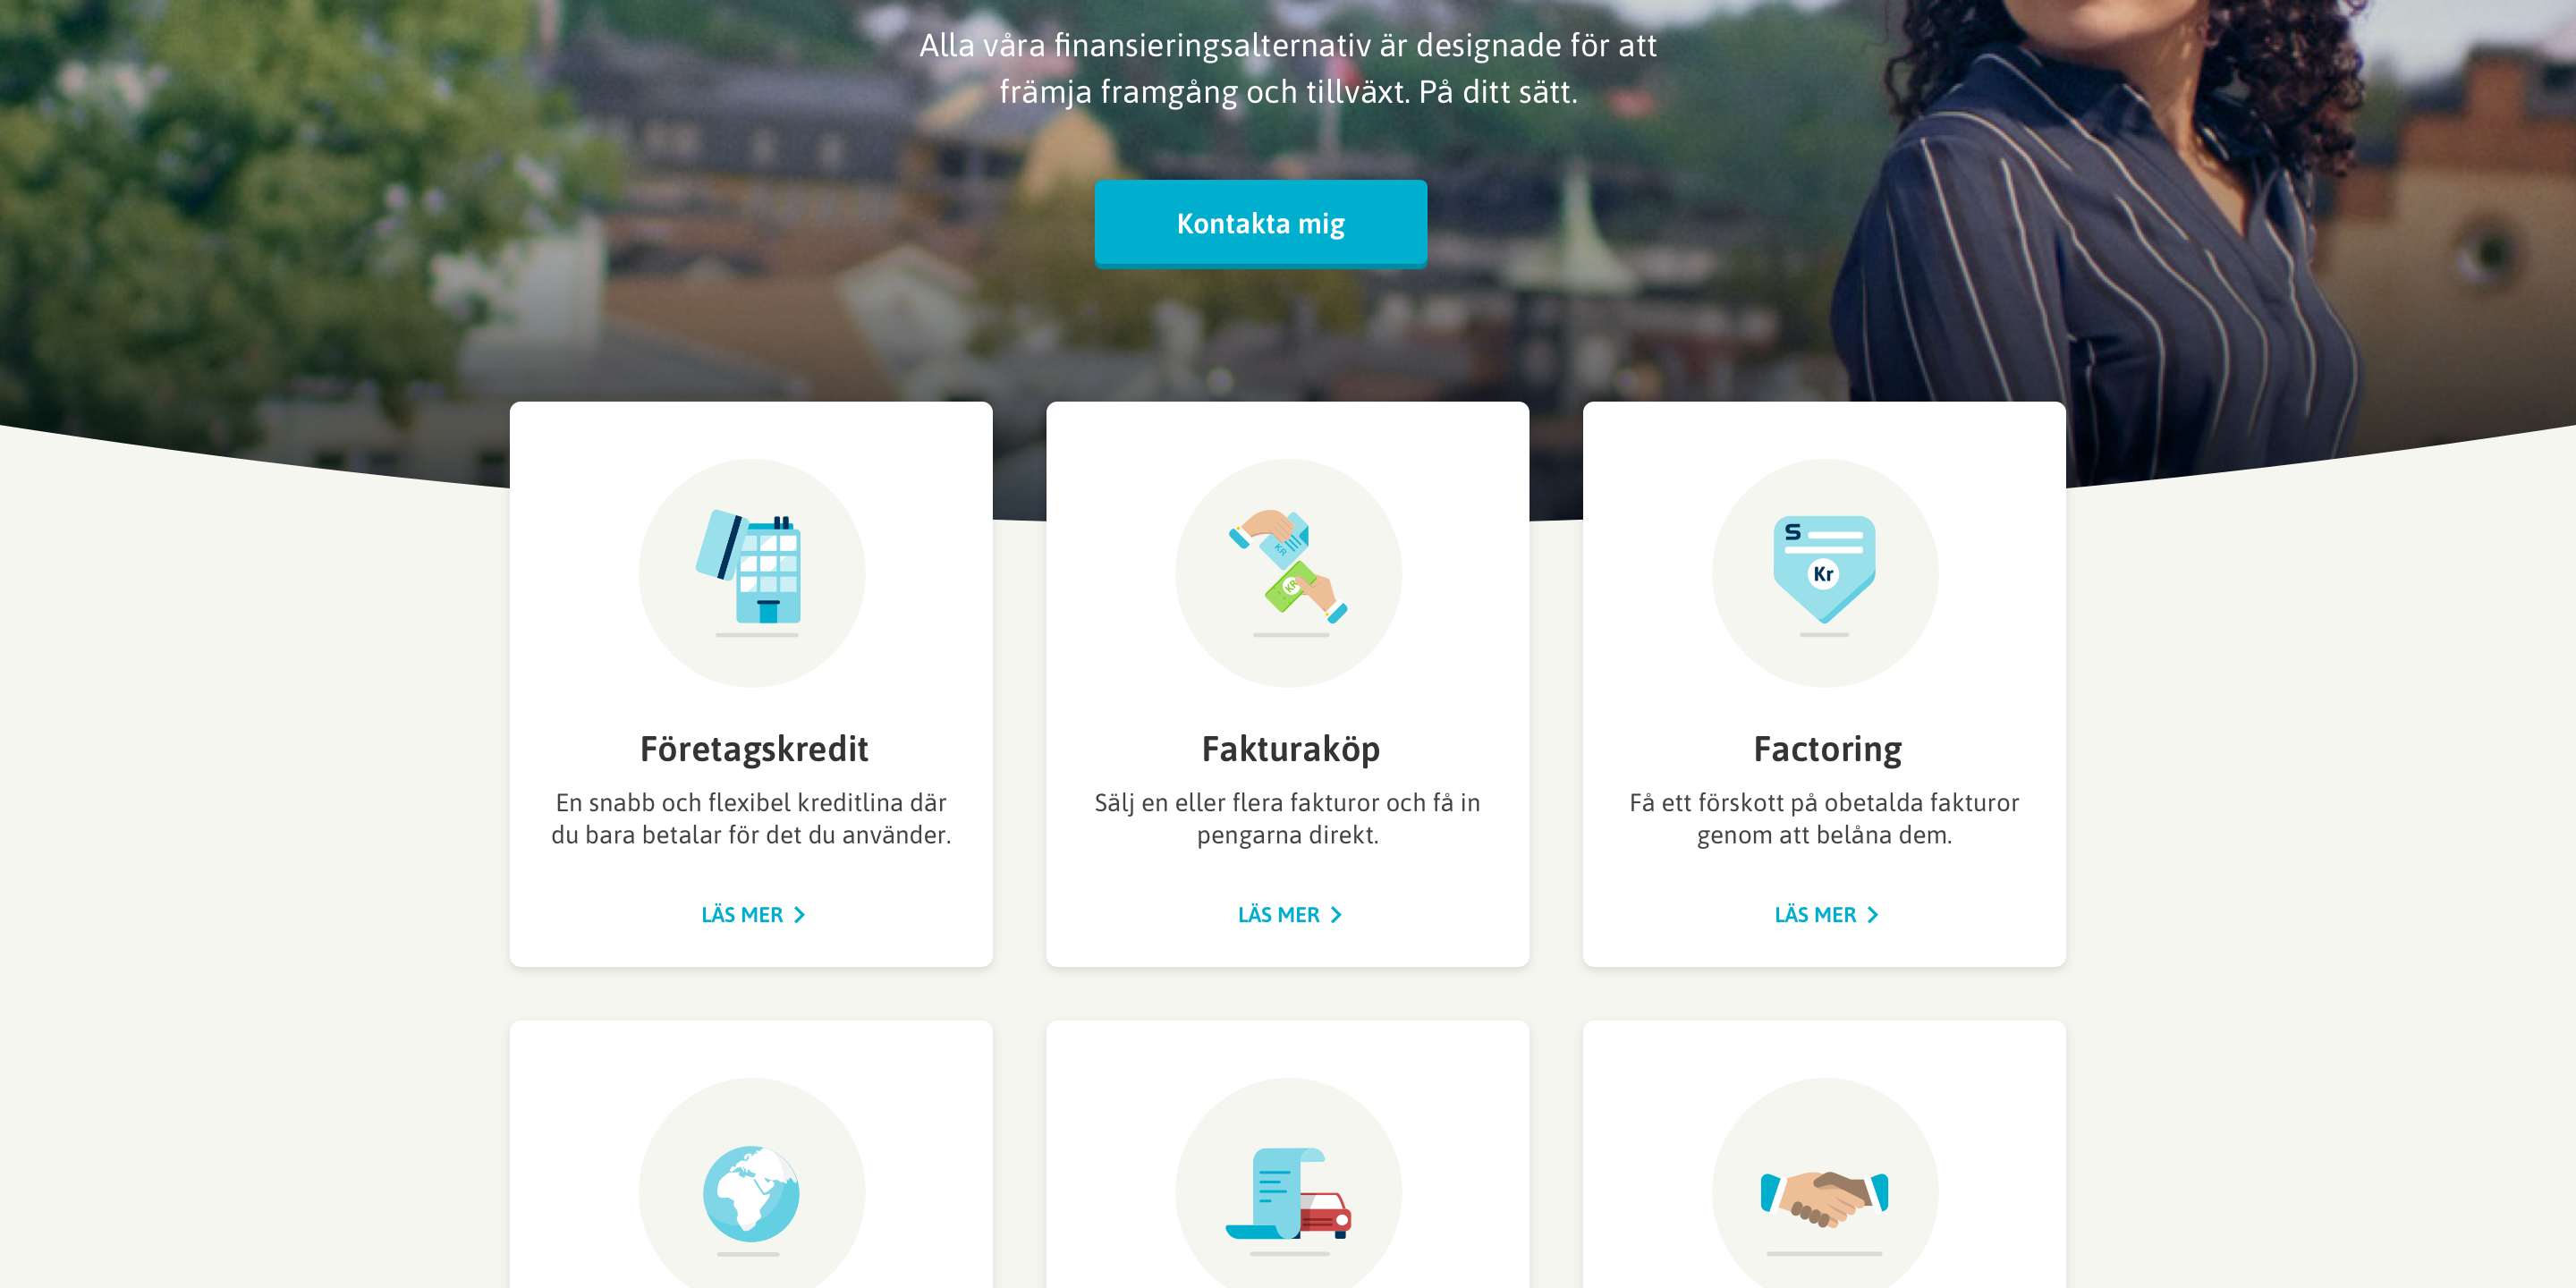 Alla våra finansieringsalternativ är designade för att
främja framgång och tillväxt. På ditt sätt.
Kontakta mig
KR
KR
S
Kr
Företagskredit
En snabb och flexibel kreditlina där
du bara betalar för det du använder.
LÄS MER
Fakturaköp
Sälj en eller flera fakturor och få in
pengarna direkt.
LÄS MER
Factoring
Få ett förskott på obetalda fakturor
genom att belåna dem.
LÄS MER